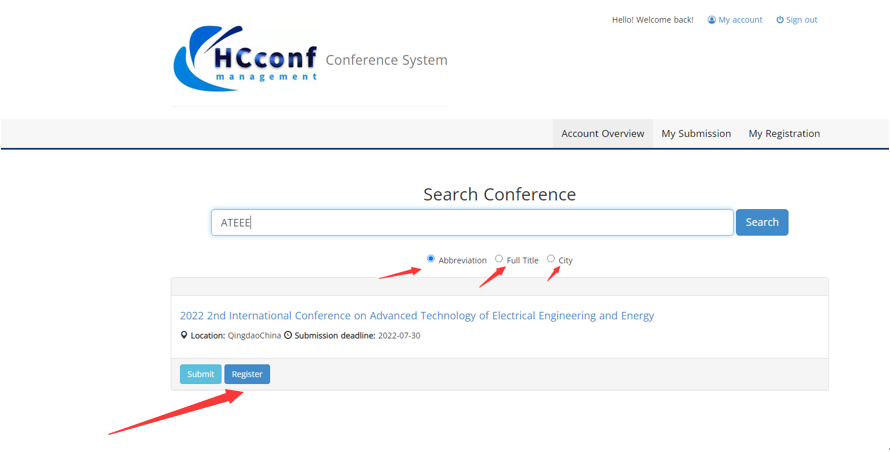 Hello! Welcome back! My account Sign out
HCconf
management
Conference System
Account Overview My Submission My Registration
Search Conference
ATEEE
Search
Abbreviation Full Title City
2022 2nd International Conference on Advanced Technology of Electrical Engineering and Energy
Location: QingdaoChina Submission deadline: 2022-07-30
Submit Register